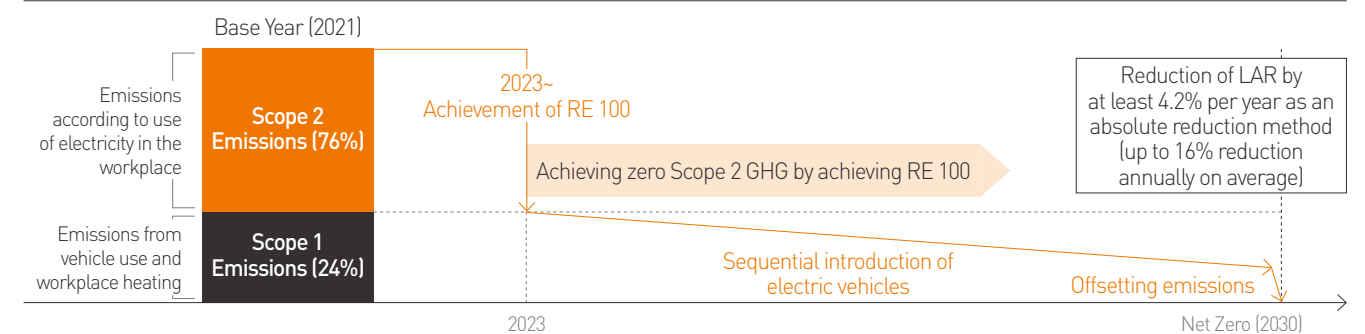 Base Year (2021)
Emissions
according to use
of electricity in the
workplace
Scope 2
Emissions (76%)
2023~
Achievement of RE 100
Achieving zero Scope 2 GHG by achieving RE 100
Reduction of LAR by
at least 4.2% per year as an
absolute reduction method
(up to 16% reduction
annually on average)
Emissions from
vehicle use and
workplace heating
Scope 1
Emissions (24%)
Sequential introduction of
electric vehicles
Offsetting emissions
2023
Net Zero (2030)